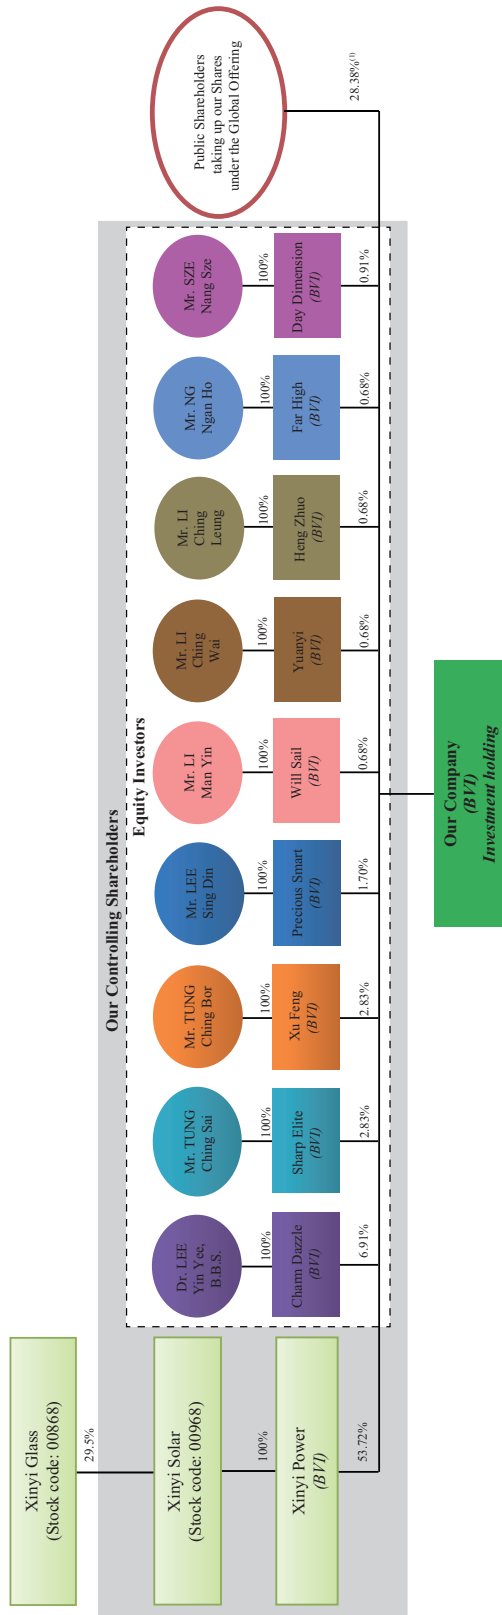 Xinyi Glass
(Stock code: 00868)
29.5%
Our Controlling Shareholders
Xinyi Solar
(Stock code: 00968)
100%
Xinyi Power
(BVI)
53.72%
Equity Investors
Dr. LEE
Yin Yee,
B.B.S.
100%
Charm Dazzle
(BVI)
6.91%
Mr. TUNG
Ching Sai
100%
Sharp Elite
(BVI)
2.83%
Mr. TUNG
Ching Bor
100%
Xu Feng
(BVI)
2.83%
Mr. LEE
Sing Din
100%
Precious Smart
(BVI)
1.70%
Mr. LI
Man Yin
100%
Will Sail
(BVI)
0.68%
Mr. LI
Ching
Wai
100%
Yuanyi
(BVI)
0.68%
Mr. LI
Ching
Leung
100%
Heng Zhuo
(BVI)
0.68%
Mr. NG
Ngan Ho
100%
Far High
(BVI)
0.68%
Mr. SZE
Nang Sze
100%
Day Dimension
(BVI)
0.91%
Public Shareholders
taking up our Shares
under the Global Offering
28.38%(1)
Our Company
(BVI)
Investment holding